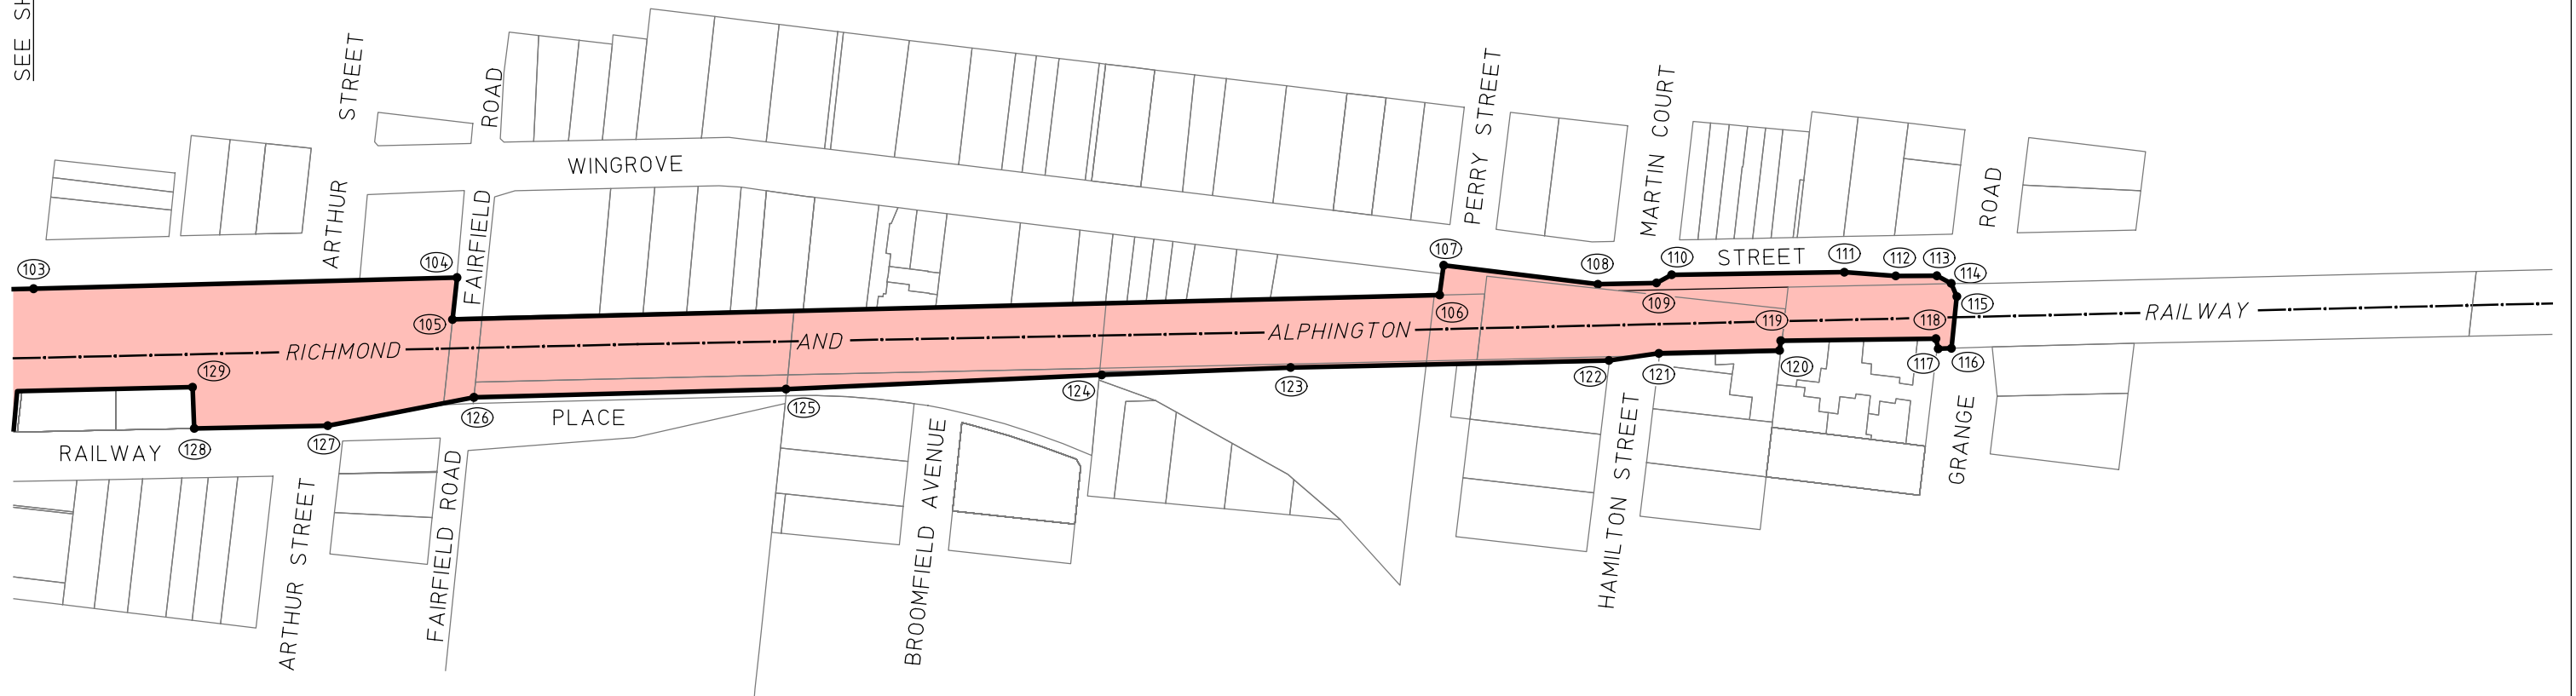 SEE SH
STREET
ARTHUR
ROAD
FAIRFIELD
WINGROVE
PERRY STREET
MARTIN COURT
STREET
ROAD
103
104
105
106
107
108
109
110
111
112
113
114
115
116
117
118
119
120
121
122
123
124
125
126
127
128
129
RICHMOND
AND
ALPHINGTON
RAILWAY
RAILWAY
PLACE
ARTHUR STREET
FAIRFIELD ROAD
BROOMFIELD AVENUE
HAMILTON STREET
GRANGE